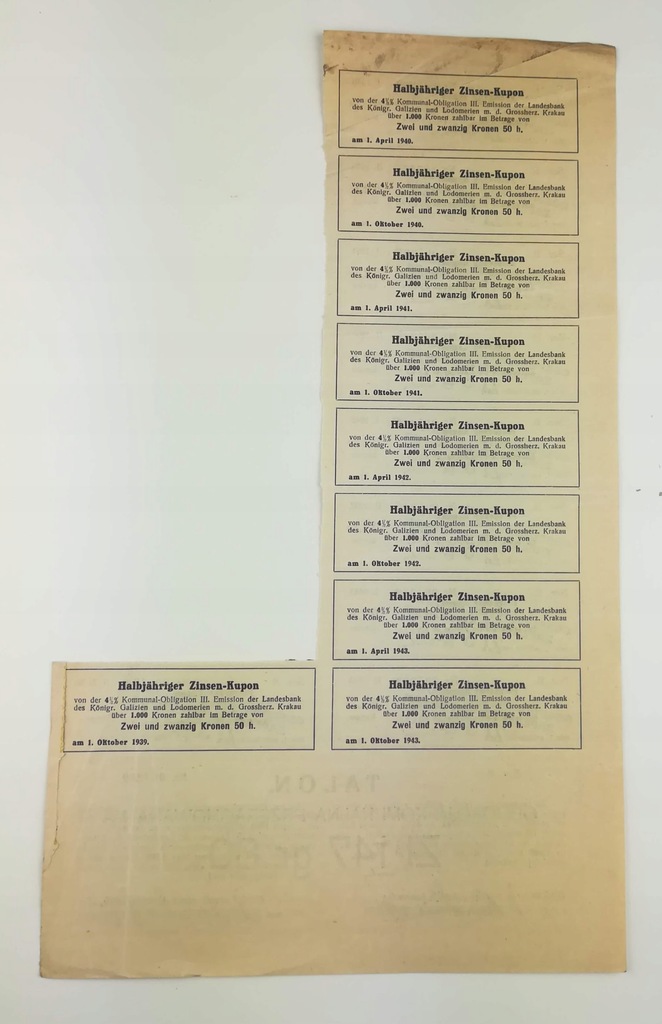 Halbjähriger Zinsen-Kupon
von der 4½% Kommunal-Obligation III. Emission der Landesbank
des Königr. Galizien und Lodomerien m. d. Grossherz. Krakau
über 1.000 Kronen zahlbar im Betrage von
Zwei und zwanzig Kronen 50 h.
am 1. April 1940.
Halbjähriger Zinsen-Kupon
von der 4½% Kommunal-Obligation III. Emission der Landesbank
des Königr. Galizien und Lodomerien m. d. Grossherz. Krakau
über 1.000 Kronen zahlbar im Betrage von
Zwei und zwanzig Kronen 50 h.
am 1. Oktober 1940.
Halbjähriger Zinsen-Kupon
von der 4½% Kommunal-Obligation III. Emission der Landesbank
des Königr. Galizien und Lodomerien m. d. Grossherz. Krakau
über 1.000 Kronen zahlbar im Betrage von
Zwei und zwanzig Kronen 50 h.
am 1. April 1941.
Halbjähriger Zinsen-Kupon
von der 4½% Kommunal-Obligation III. Emission der Landesbank
des Königr. Galizien und Lodomerien m. d. Grossherz. Krakau
über 1.000 Kronen zahlbar im Betrage von
Zwei und zwanzig Kronen 50 h.
am 1. Oktober 1941.
Halbjähriger Zinsen-Kupon
von der 4½% Kommunal-Obligation III. Emission der Landesbank
des Königr. Galizien und Lodomerien m. d. Grossherz. Krakau
über 1.000 Kronen zahlbar im Betrage von
Zwei und zwanzig Kronen 50 h.
am 1. April 1942.
Halbjähriger Zinsen-Kupon
von der 4½% Kommunal-Obligation III. Emission der Landesbank
des Königr. Galizien und Lodomerien m. d. Grossherz. Krakau
über 1.000 Kronen zahlbar im Betrage von
Zwei und zwanzig Kronen 50 h.
am 1. Oktober 1942.
Halbjähriger Zinsen-Kupon
von der 4½% Kommunal-Obligation III. Emission der Landesbank
des Königr. Galizien und Lodomerien m. d. Grossherz. Krakau
über 1.000 Kronen zahlbar im Betrage von
Zwei und zwanzig Kronen 50 h.
am 1. April 1943.
Halbjähriger Zinsen-Kupon
von der 4½% Kommunal-Obligation III. Emission der Landesbank
des Königr. Galizien und Lodomerien m. d. Grossherz. Krakau
über 1.000 Kronen zahlbar im Betrage von
Zwei und zwanzig Kronen 50 h.
am 1. Oktober 1939.
Halbjähriger Zinsen-Kupon
von der 4½% Kommunal-Obligation III. Emission der Landesbank
des Königr. Galizien und Lodomerien m. d. Grossherz. Krakau
über 1.000 Kronen zahlbar im Betrage von
Zwei und zwanzig Kronen 50 h.
am 1. Oktober 1943.
TALON.